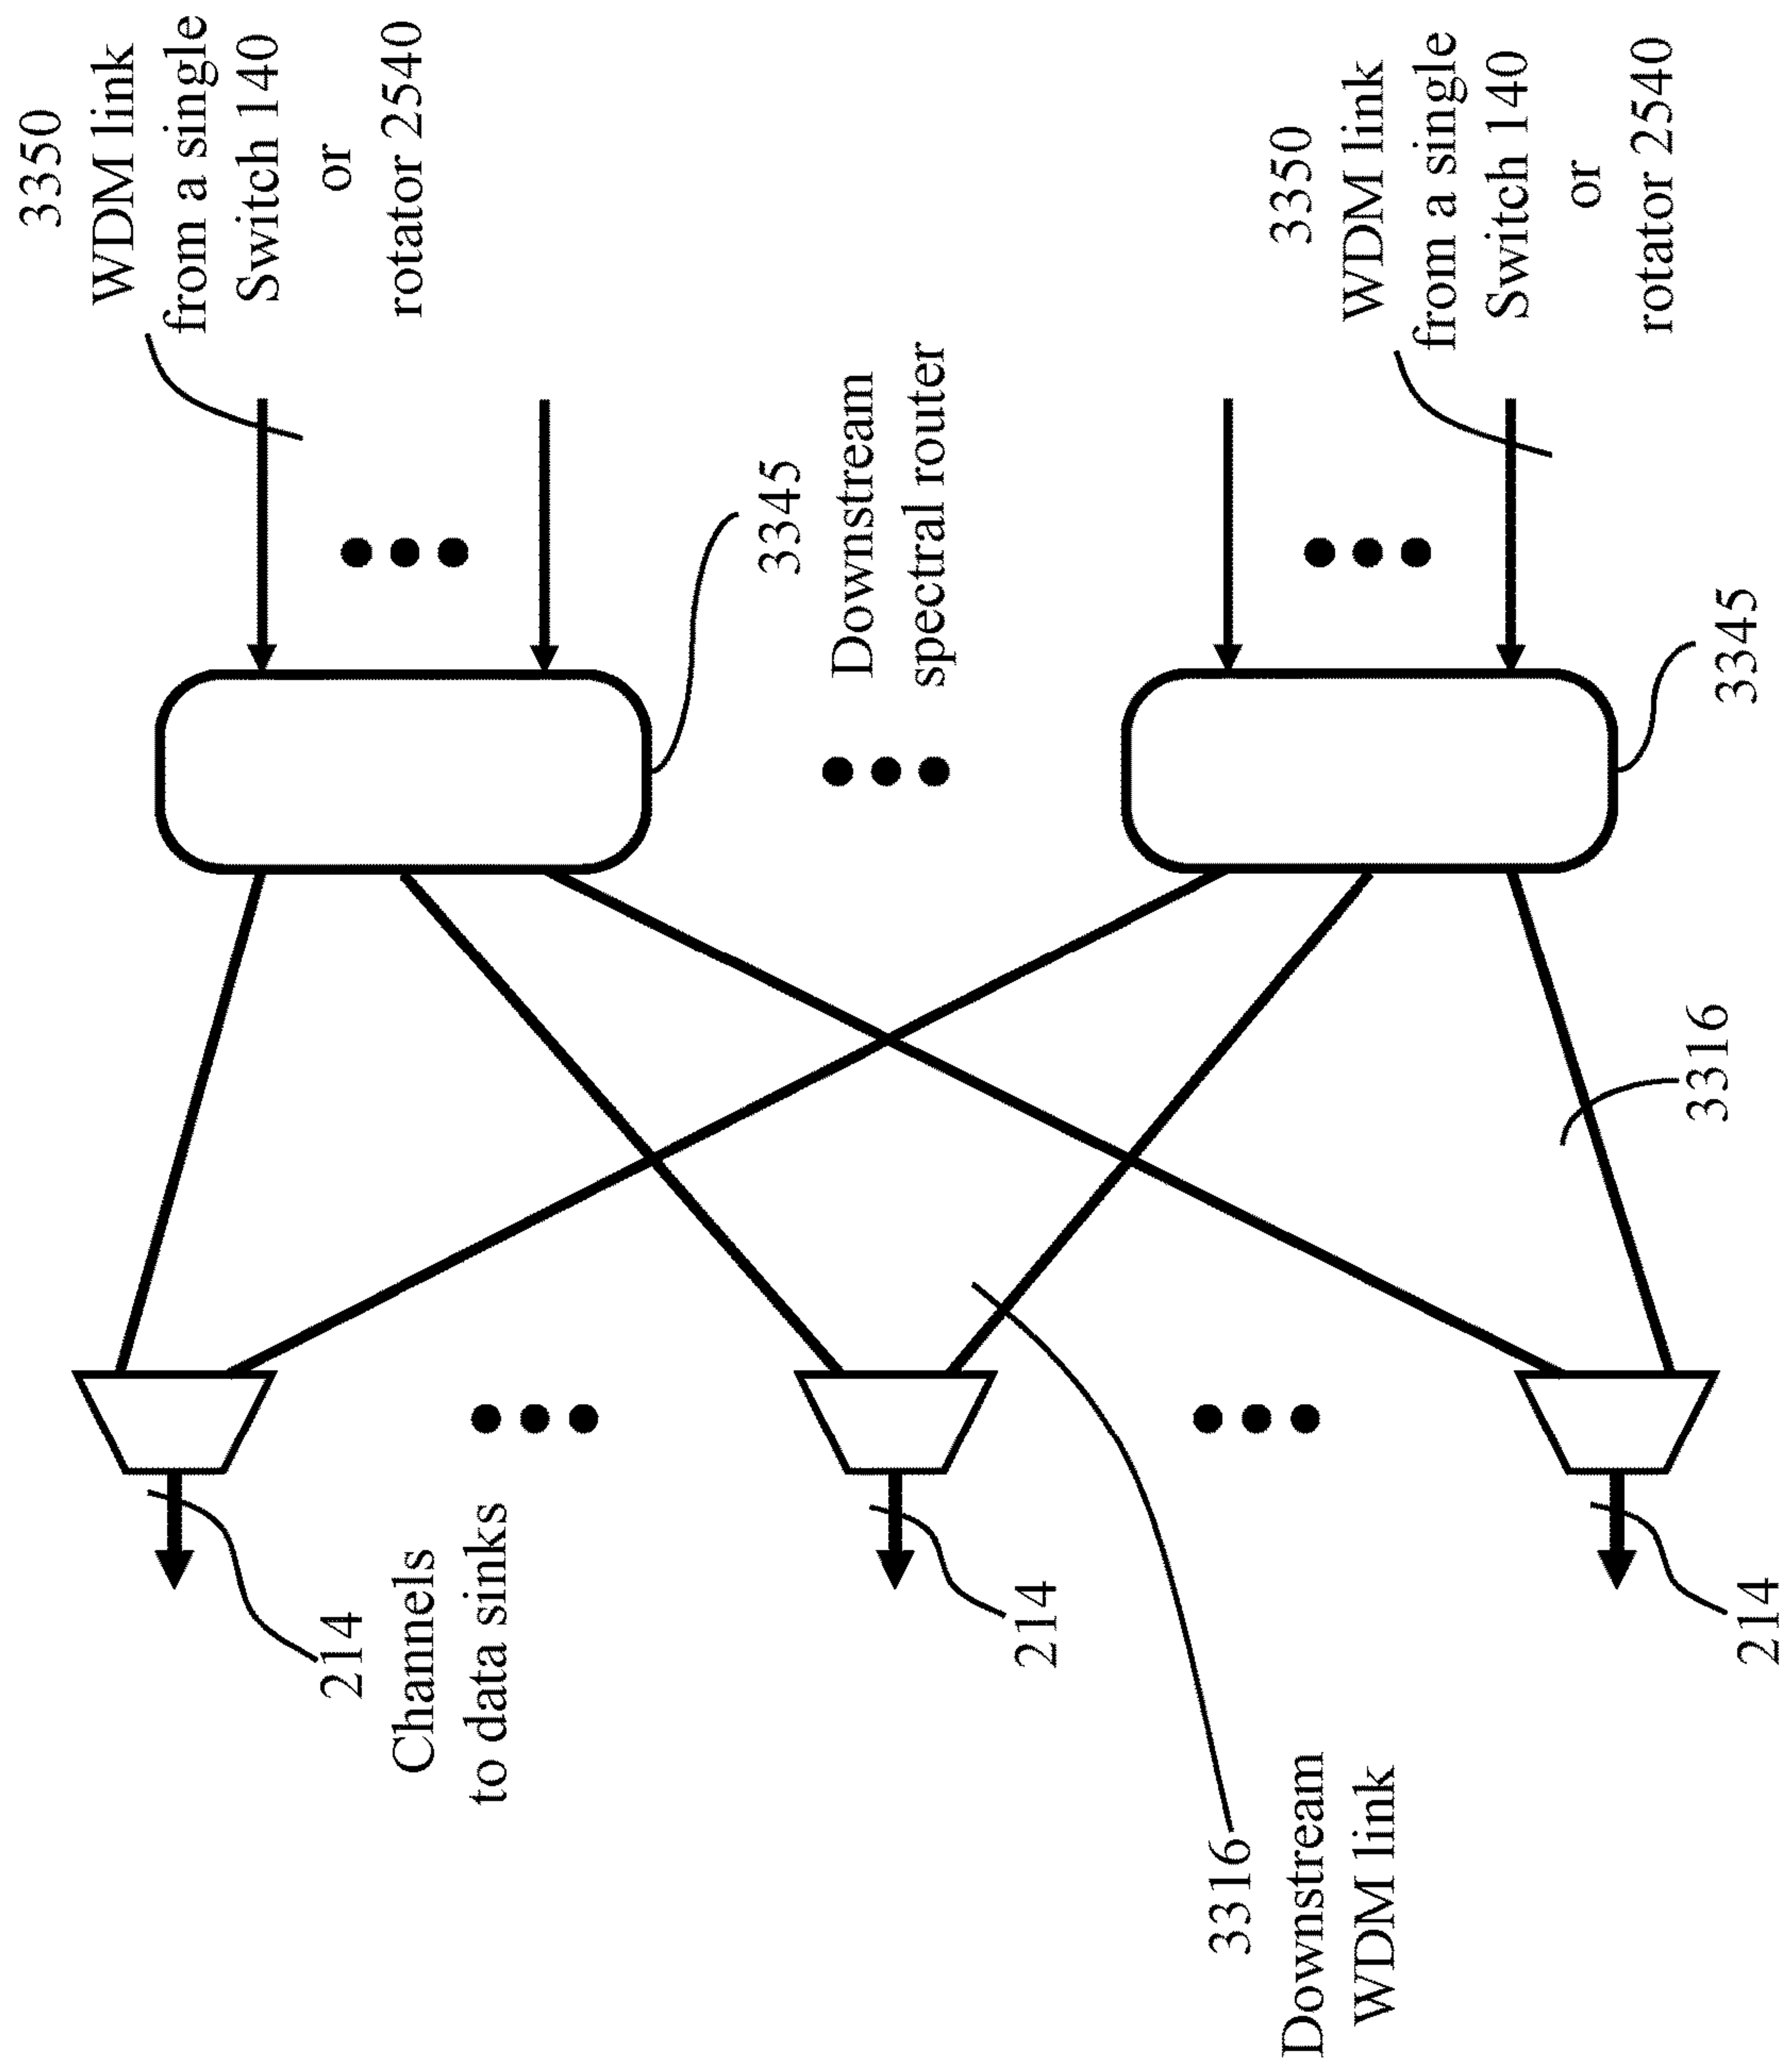 3350
WDM link
from a single
Switch 140
or
rotator 2540
3345
Downstream
spectral router
3350
WDM link
from a single
Switch 140
or
rotator 2540
3345
3316
214
Channels
to data sinks
214
214
3316
Downstream
WDM link